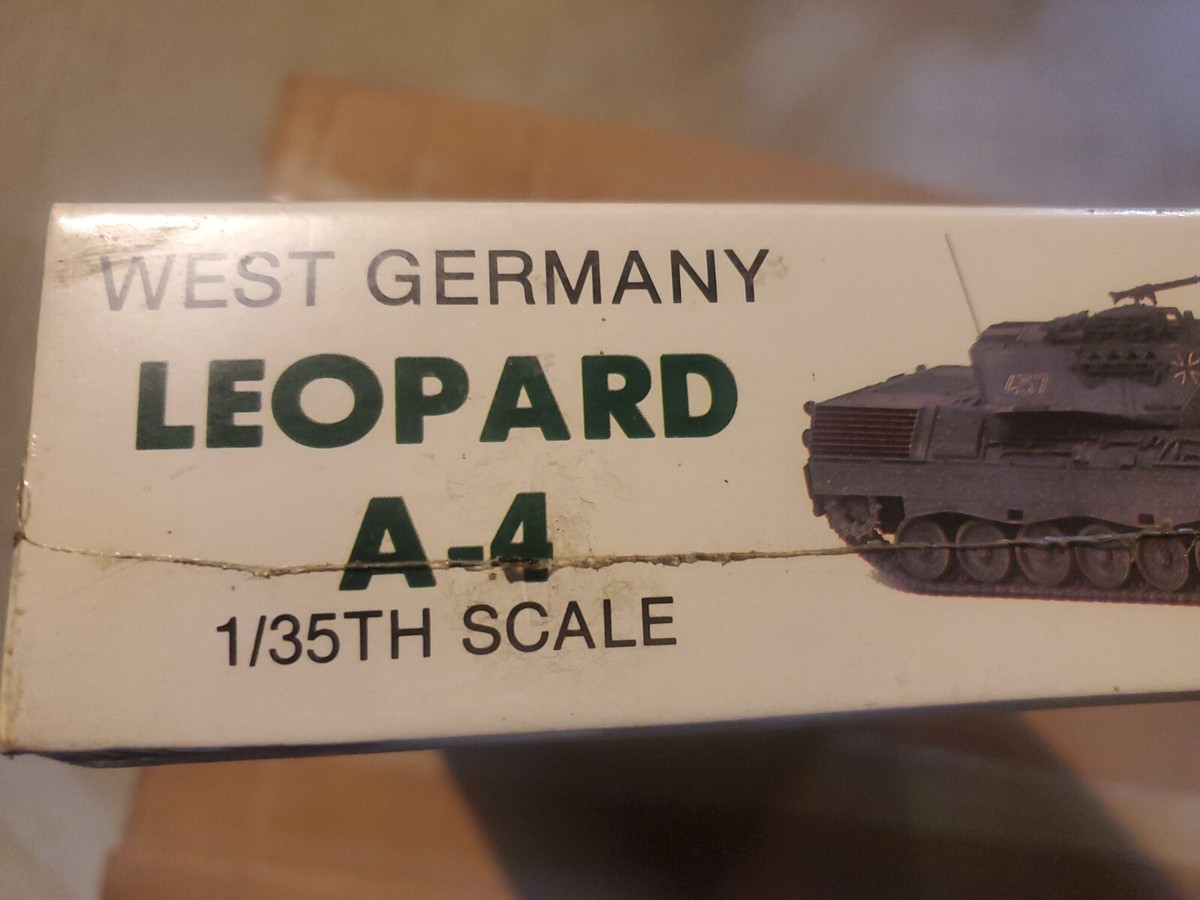 WEST GERMANY
LEOPARD
A-4
1/35TH SCALE